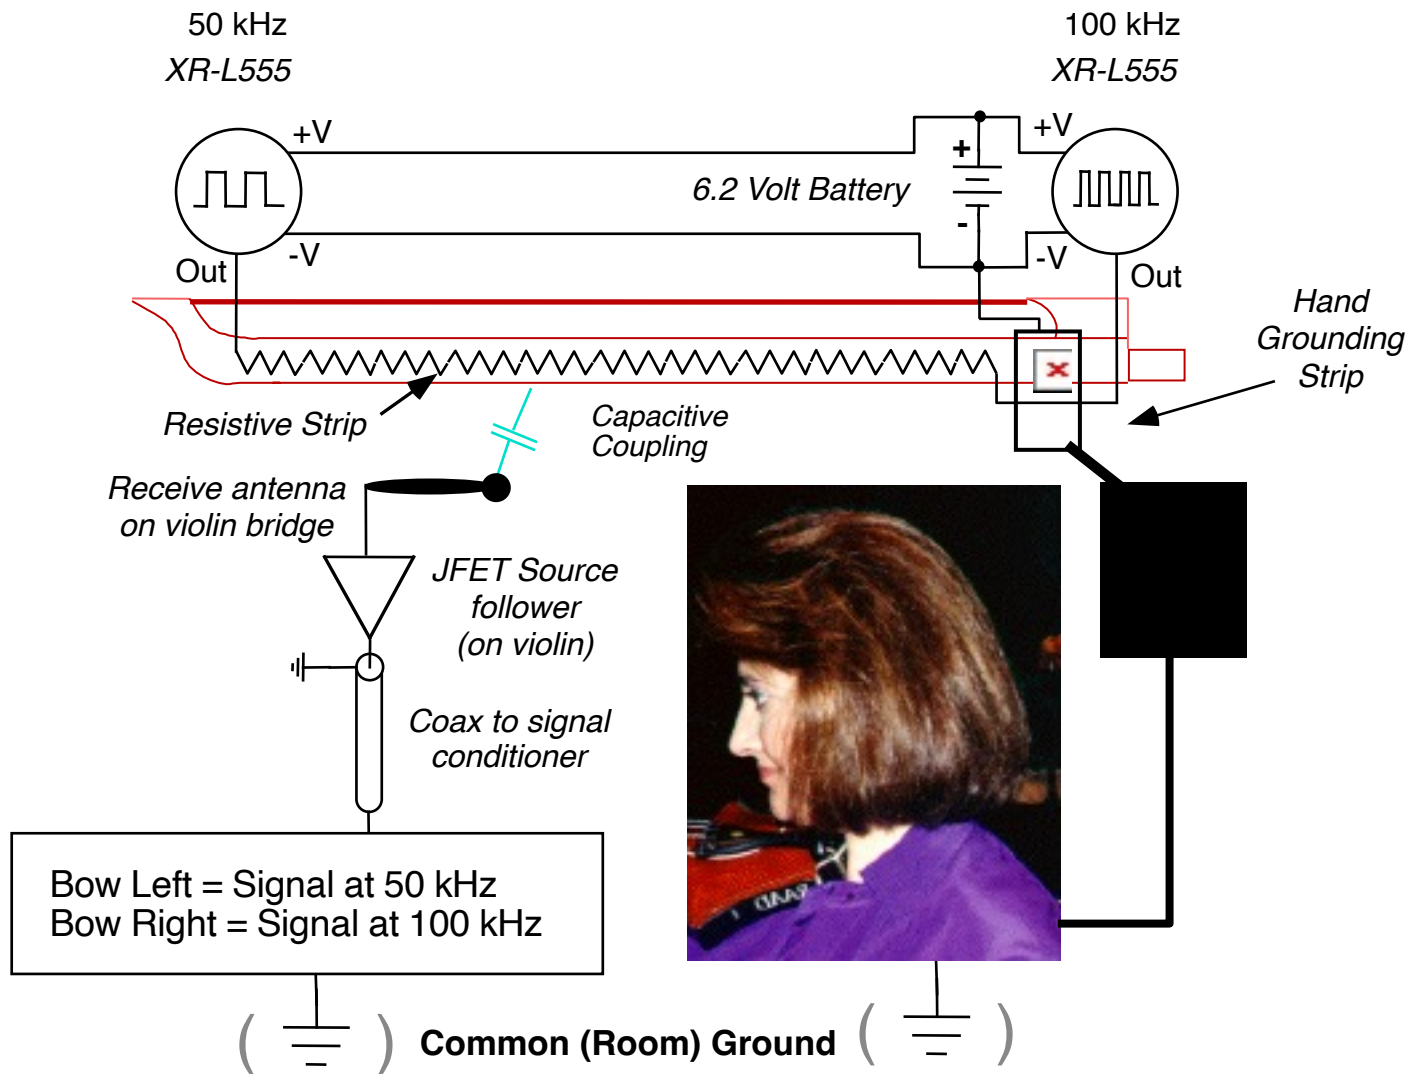 50 kHz
XR-L555
100 kHz
XR-L555
+V
+V
+
6.2 Volt Battery
-
-V
-V
Out
Out
Hand
Grounding
Strip
Resistive Strip
Capacitive
Coupling
Receive antenna
on violin bridge
JFET Source
follower
(on violin)
Coax to signal
conditioner
Bow Left = Signal at 50 kHz
Bow Right = Signal at 100 kHz
( ) Common (Room) Ground ( )